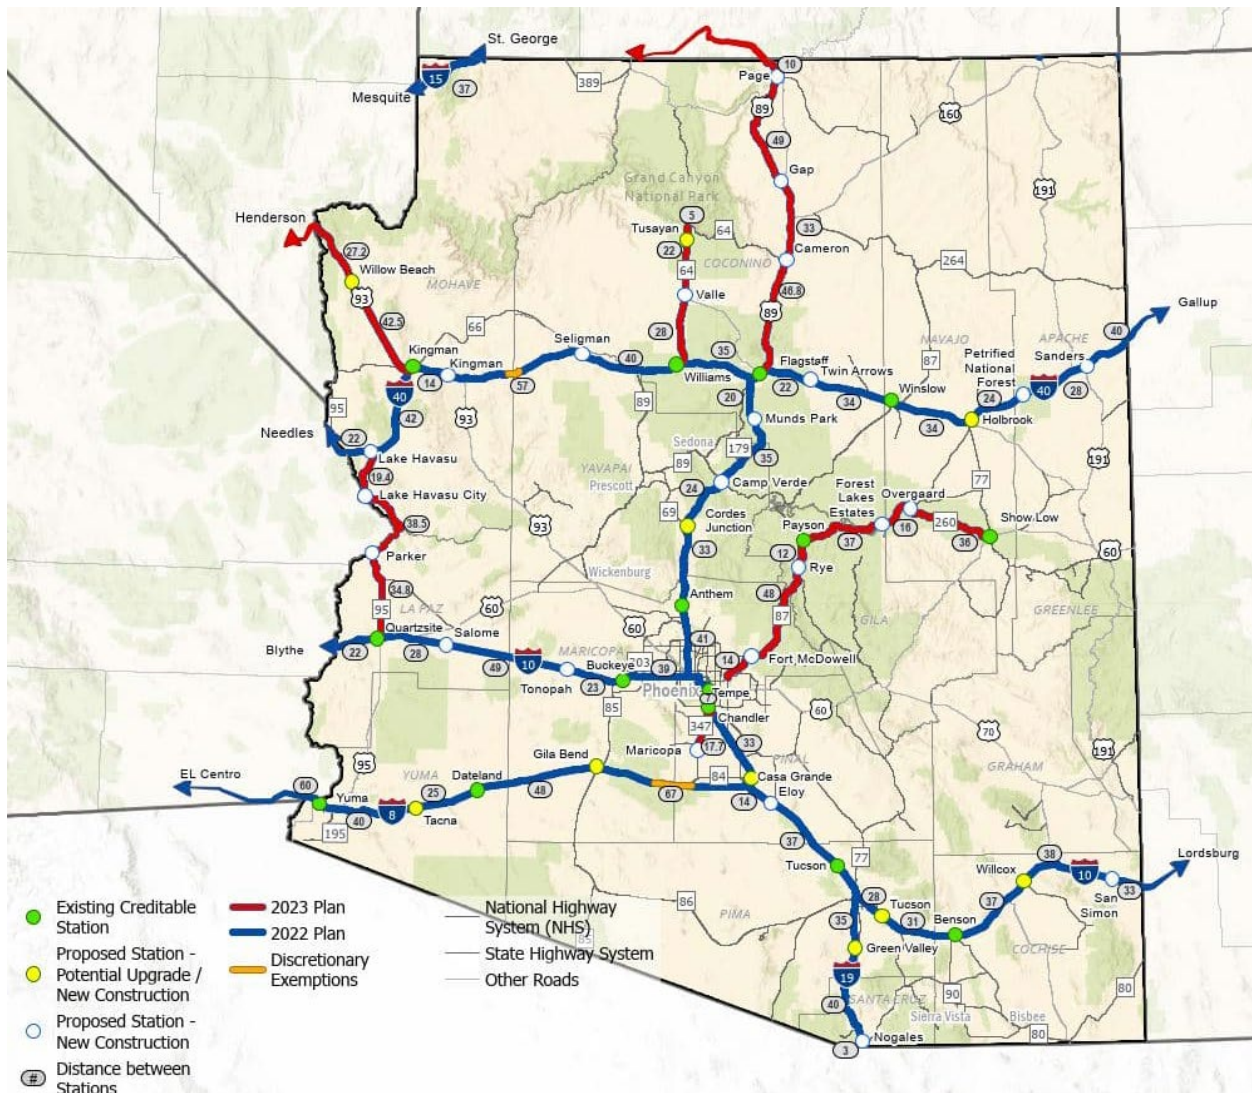 St. George
15
37
Mesquite
389
10
Page
89
160
49
Gap
Grand Canyon
National Park
191
Henderson
5
Tusayan
64
33
22
27.2
Willow Beach
COCONINO
Cameron
264
64
MOHAVE
93
Valle
46.8
Gallup
42.5
89
66
28
40
Kingman
Seligman
NAVAJO
APACHE
Kingman
40
35
Flagstaff
87
Petrified
National
Forest
Sanders
14
57
Williams
22
Twin Arrows
Winslow
24
40
28
40
20
34
95
42
93
89
Munds Park
34
Holbrook
Needles
22
Sedona
179
35
Lake Havasu
89
191
19.4
YAVAPAI
Prescott
24
Camp Verde
Forest
Lakes
Estates
Overgaard
77
Lake Havasu City
69
Cordes
Junction
Payson
260
Show Low
38.5
93
37
16
36
33
12
60
Parker
Rye
Wickenburg
34.8
Anthem
48
95
LA PAZ
60
87
GILA
GREENLEE
Quartzsite
Salome
60
41
Blythe
22
28
MARICOPA
14
Fort McDowell
49
10
Buckeye
303
39
Tonopah
23
Phoenix
Tempe
7
85
60
Chandler
347
70
Maricopa
17.7
33
191
95
Gila Bend
PINAL
EL Centro
YUMA
Dateland
84
Casa Grande
GRAHAM
60
Yuma
25
48
67
Eloy
40
8
Tacna
14
195
37
Tucson
77
38
Lordsburg
Willcox
10
28
Tucson
37
San
Simon
33
86
PIMA
35
31
Benson
Green Valley
COCHISE
85
19
90
80
40
SANTA CRUZ
Sierra Vista
Bisbee
Nogales
80
3
Existing Creditable
Station
Proposed Station -
Potential Upgrade /
New Construction
Proposed Station -
New Construction
#
Distance between
Stations
2023 Plan
2022 Plan
Discretionary
Exemptions
National Highway
System (NHS)
State Highway System
Other Roads